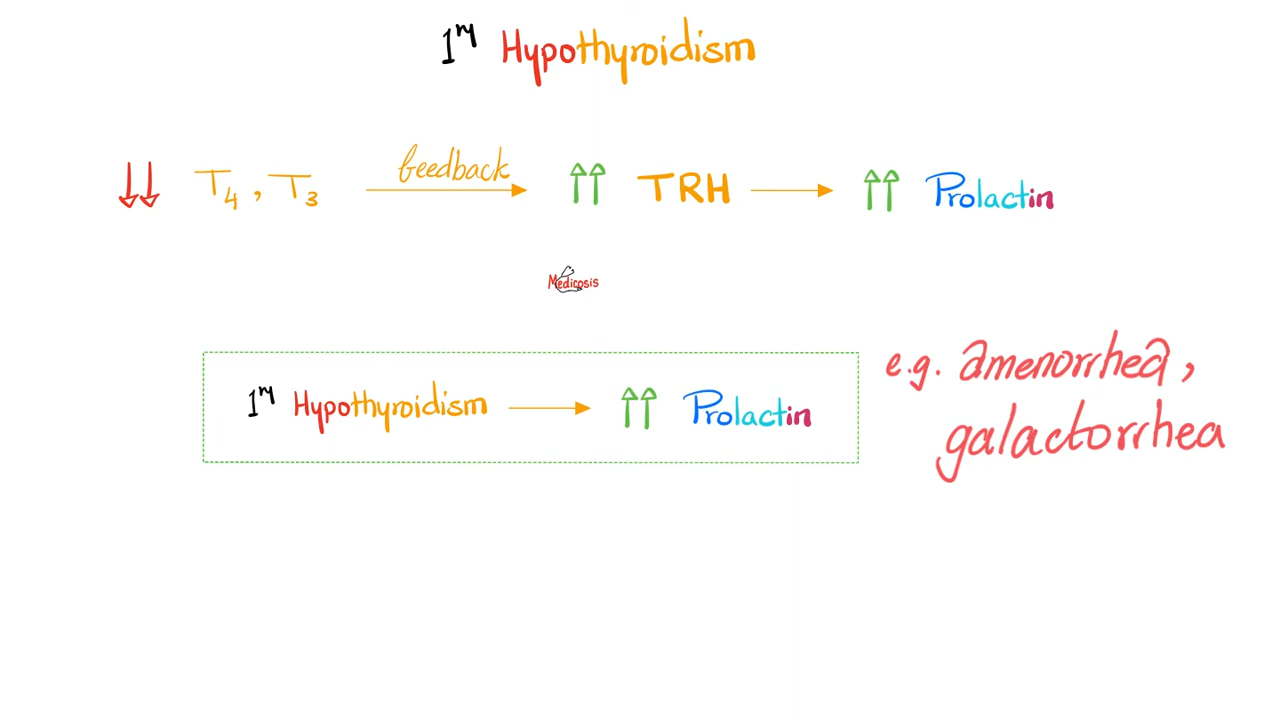 1ry Hypothyroidism
↓↓ T4, T3 feedback → ↑↑ TRH → ↑↑ Prolactin
Medicosis
1ry Hypothyroidism → ↑↑ Prolactin
e.g. amenorrhea,
galactorrhea